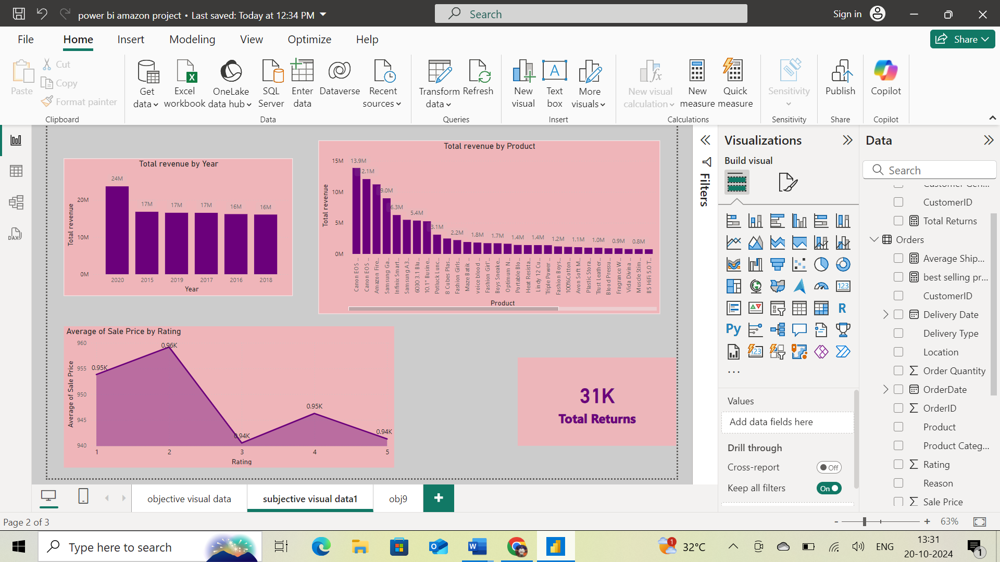 power bi amazon project • Last saved: Today at 12:34 PM
Search
Sign in
File
Home
Insert
Modeling
View
Optimize
Help
Share
Paste
Cut
Copy
Format painter
Clipboard
Get data
Excel workbook
OneLake data hub
SQL Server
Enter data
Dataverse
Recent sources
Data
Transform data
Refresh
Queries
New visual
Text box
More visuals
Insert
New visual calculation
New measure
Quick measure
Calculations
Sensitivity
Sensitivity
Publish
Share
Copilot
Copilot
Total revenue by Year
Total revenue
20M
10M
0M
24M
17M
17M
17M
16M
16M
2020
2015
2019
2017
2016
2018
Year
Total revenue by Product
Total revenue
15M
10M
5M
0M
13.9M
12.1M
9.0M
6.3M
5.4M
3.1M
2.2M
1.8M
1.7M
1.4M
1.4M
1.2M
1.1M
1.0M
0.9M
0.8M
Canon EOS ...
Canon EOS ...
Amazon Fire...
Samsung Ga...
Infinix Smart...
Samsung A3...
6030 3.1 Blu...
10.1" Busine...
Potluck Lunc...
8 Cubes Plas...
Fashion Girls...
Maze Batik ...
voice blood ...
Fashion Girl'...
Boys Sneake...
Optimum N...
Portable Blo...
Heat Resista...
Lindy 12 Cu...
Triple Power ...
Fashion Boys...
100%Cotton ...
Avon Soft M...
Plastic Stora...
Trust Leather...
Blood Pressu...
Fragrance W...
Vida Divina ...
Muscle Stim...
B5 HiFi 5.0 T...
Product
Average of Sale Price by Rating
Average of Sale Price
960
955
950
945
940
0.95K
0.96K
0.94K
0.95K
0.94K
1
2
3
4
5
Rating
31K
Total Returns
Filters
Visualizations
Build visual
123
R
Py
123
...
Values
Add data fields here
Drill through
Cross-report
Off
Keep all filters
On
Data
Search
CustomerID
Total Returns
Orders
Average Ship...
best selling pr...
CustomerID
Delivery Date
Delivery Type
Location
Order Quantity
OrderDate
OrderID
Product
Product Categ...
Rating
Reason
Sale Price
DAX
objective visual data
subjective visual data1
obj9
+
Page 2 of 3
- + 63%
Type here to search
1
32°C
ENG
13:31
20-10-2024
1